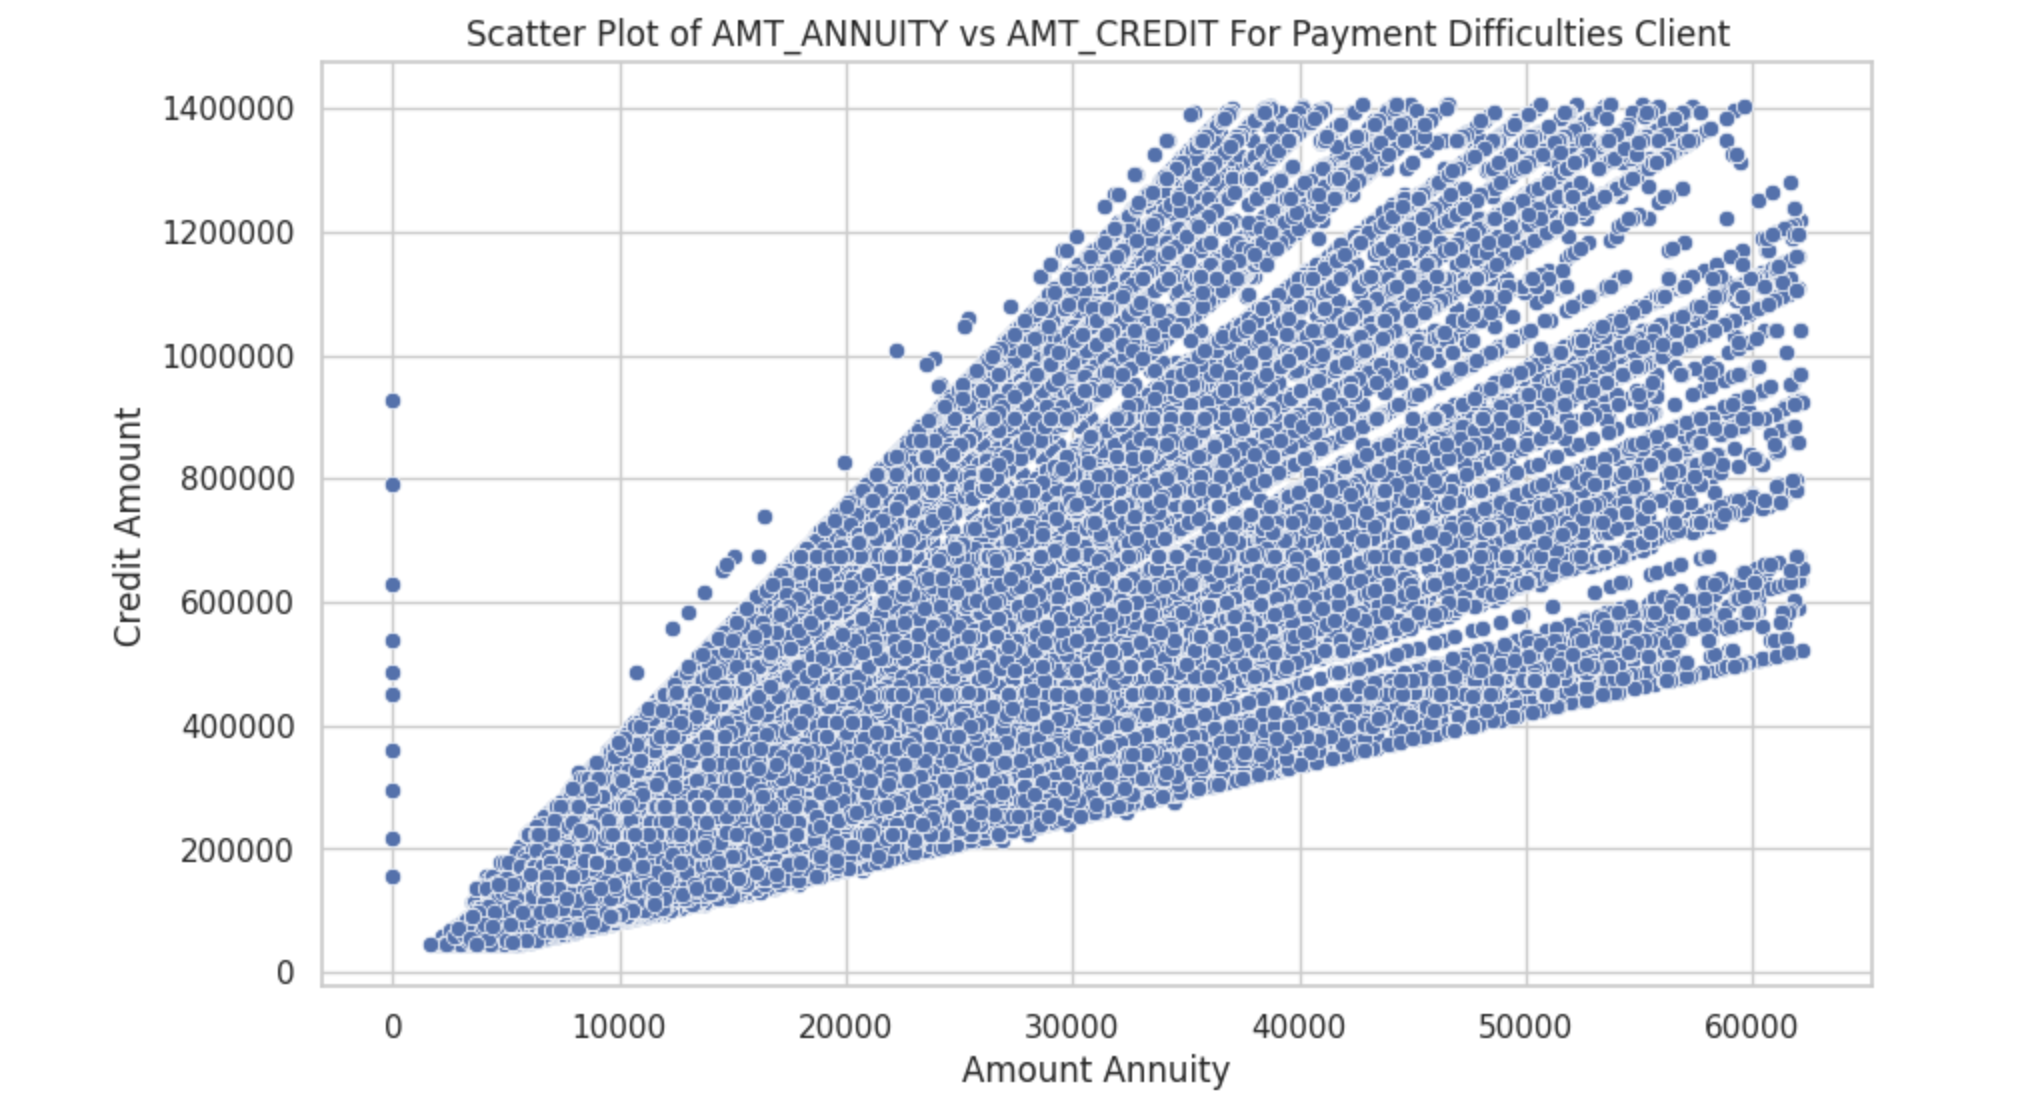 Scatter Plot of AMT_ANNUITY vs AMT_CREDIT For Payment Difficulties Client
1400000
1200000
1000000
800000
600000
400000
200000
0
Credit Amount
0 10000 20000 30000 40000 50000 60000
Amount Annuity